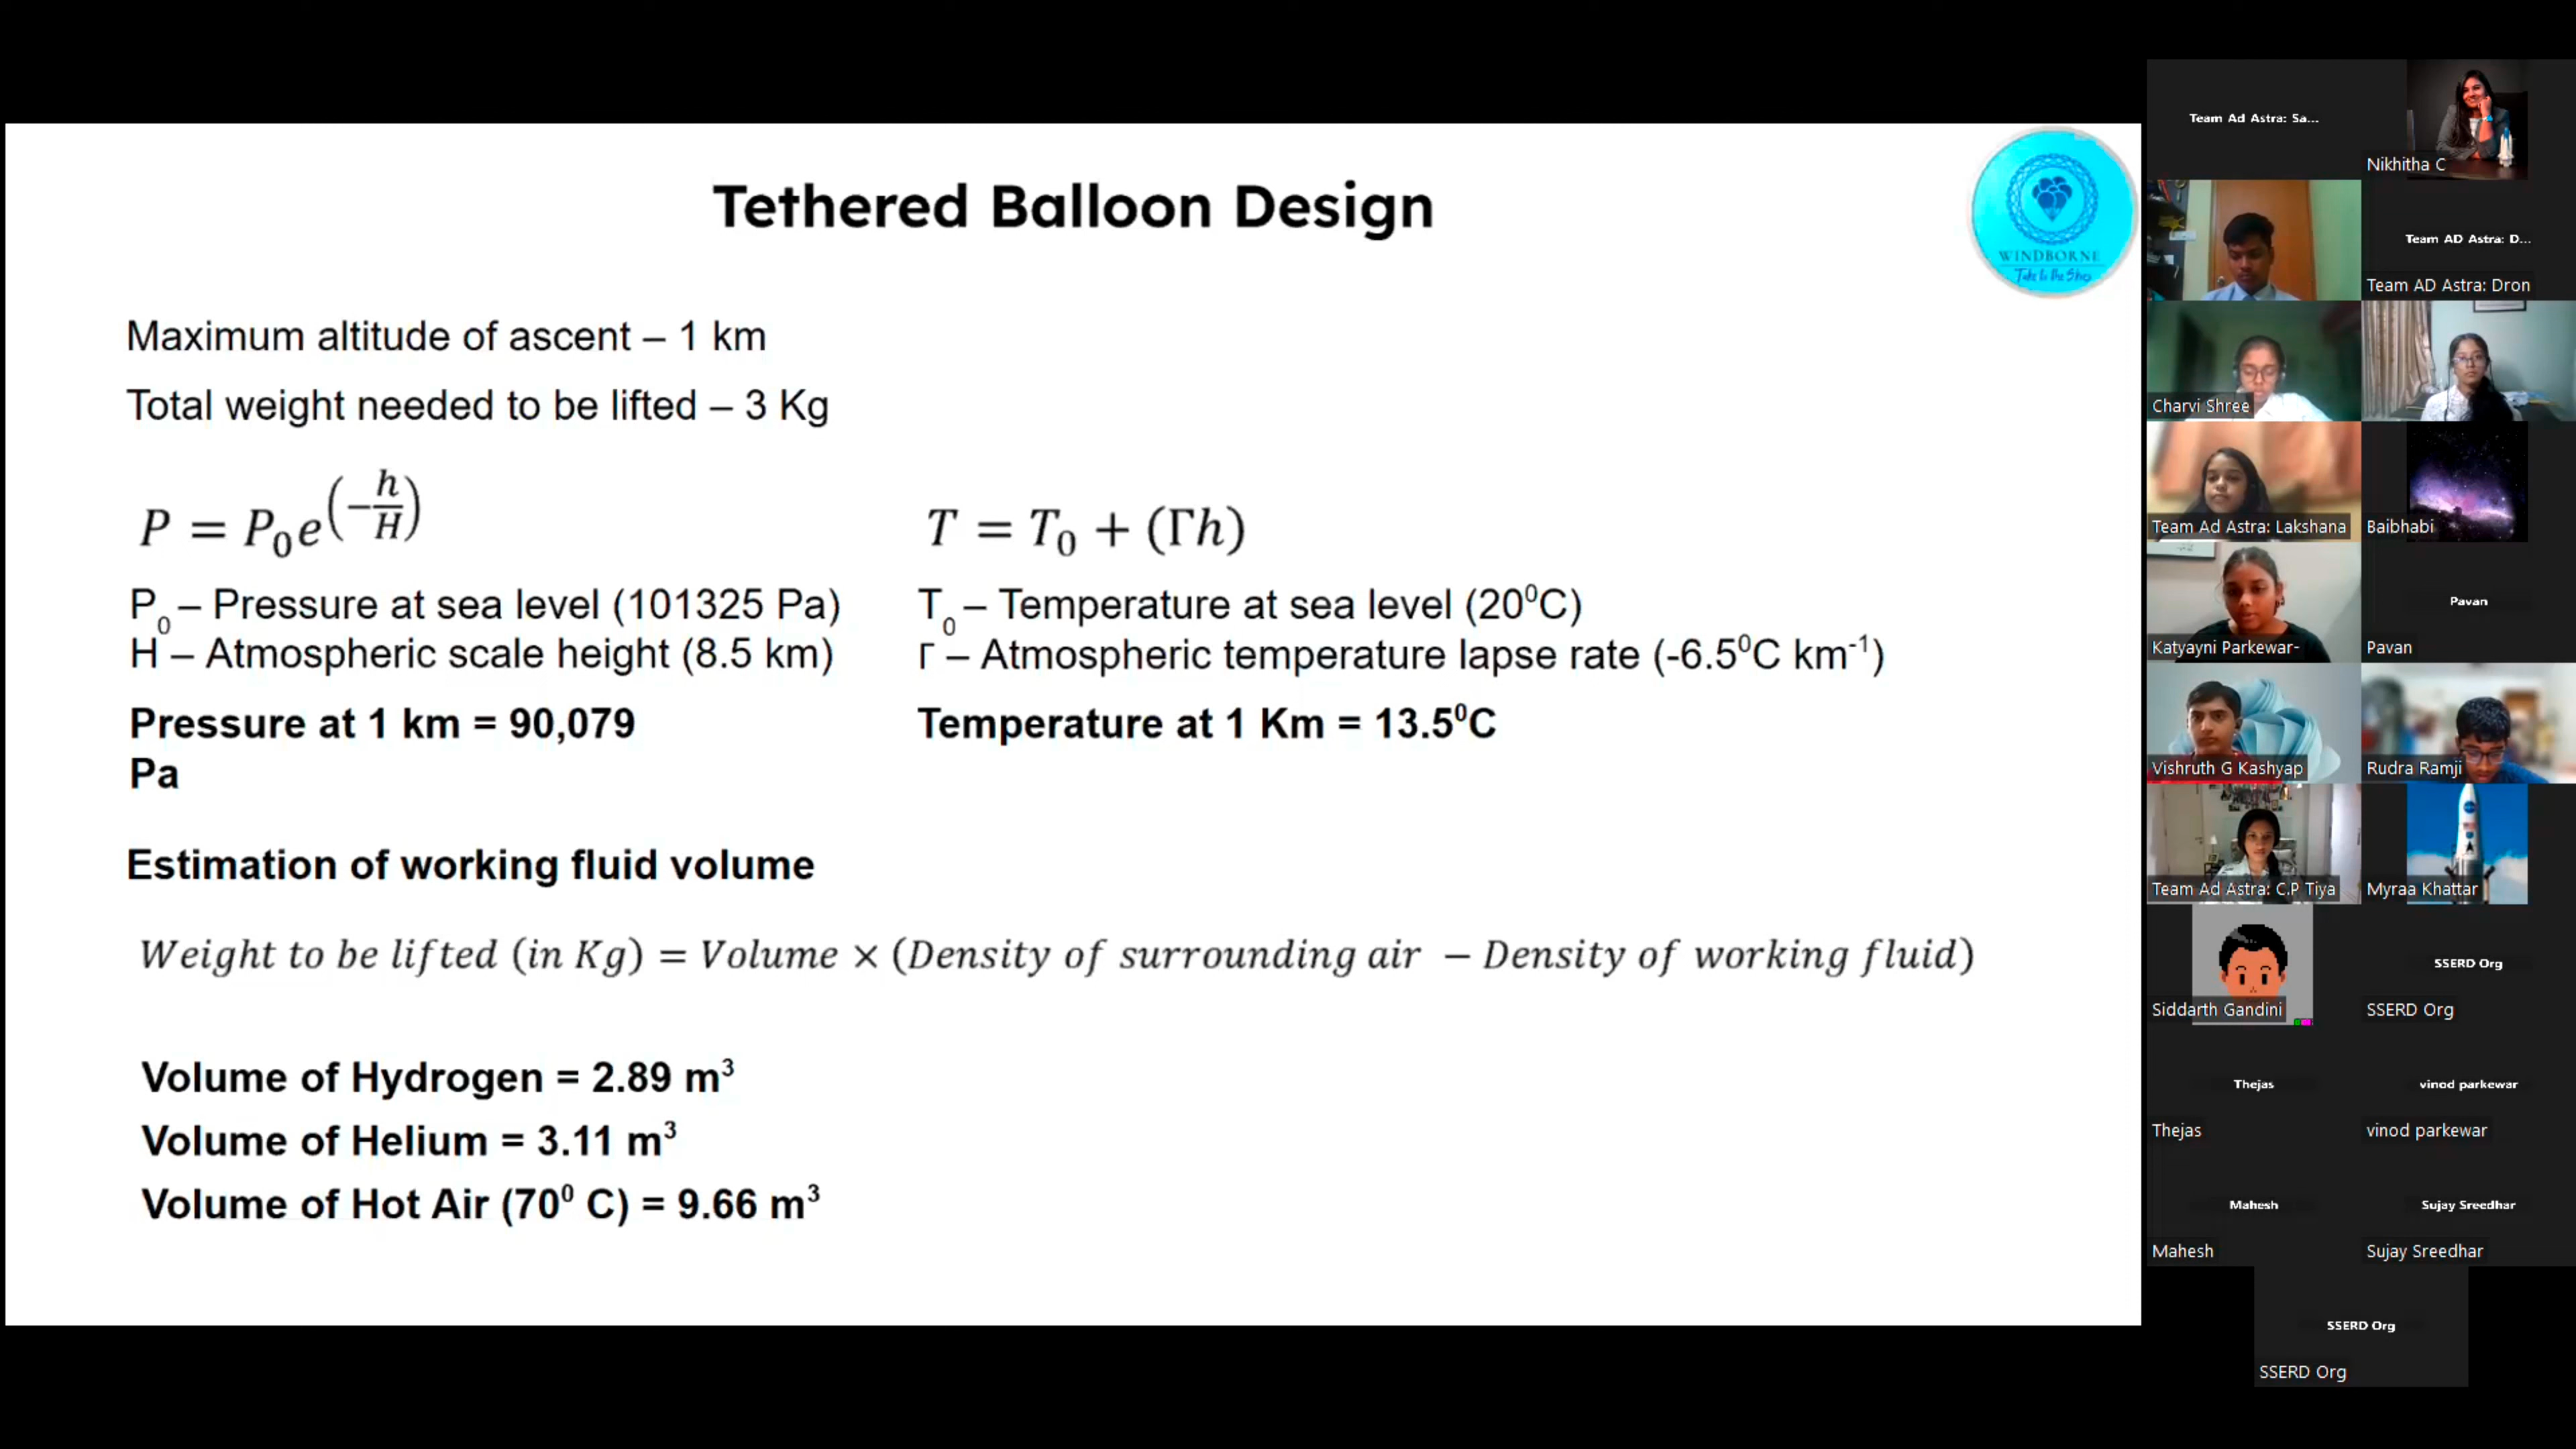 Tethered Balloon Design
WINDBORNE
Take to the Sky
Maximum altitude of ascent – 1 km
Total weight needed to be lifted – 3 Kg
P = P₀e^(−h/H)
T = T₀ + (Γh)
P₀ – Pressure at sea level (101325 Pa)
H – Atmospheric scale height (8.5 km)
T₀ – Temperature at sea level (20⁰C)
Γ – Atmospheric temperature lapse rate (-6.5⁰C km⁻¹)
Pressure at 1 km = 90,079
Pa
Temperature at 1 Km = 13.5⁰C
Estimation of working fluid volume
Weight to be lifted (in Kg) = Volume × (Density of surrounding air − Density of working fluid)
Volume of Hydrogen = 2.89 m³
Volume of Helium = 3.11 m³
Volume of Hot Air (70⁰ C) = 9.66 m³
Team Ad Astra: Sa...
Nikhitha C
Team AD Astra: D...
Team AD Astra: Dron
Charvi Shree
Team Ad Astra: Lakshana
Baibhabi
Katyayni Parkewar-
Pavan
Pavan
Vishruth G Kashyap
Rudra Ramji
Team Ad Astra: C.P Tiya
Myraa Khattar
Siddarth Gandini
SSERD Org
SSERD Org
Thejas
Thejas
vinod parkewar
vinod parkewar
Mahesh
Mahesh
Sujay Sreedhar
Sujay Sreedhar
SSERD Org
SSERD Org